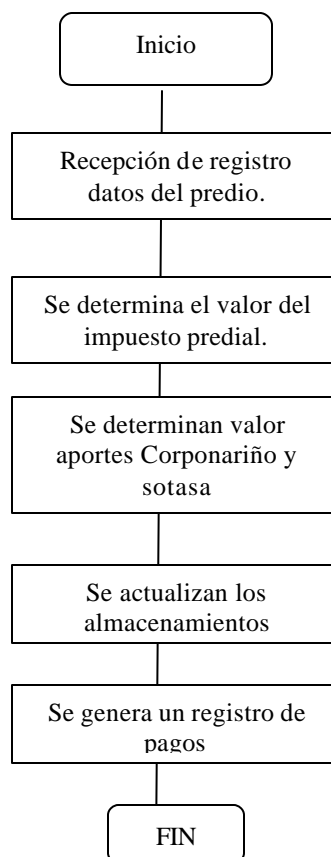 Inicio
Recepción de registro
datos del predio.
Se determina el valor del
impuesto predial.
Se determinan valor
aportes Corponariño y
sotasa
Se actualizan los
almacenamientos
Se genera un registro de
pagos
FIN